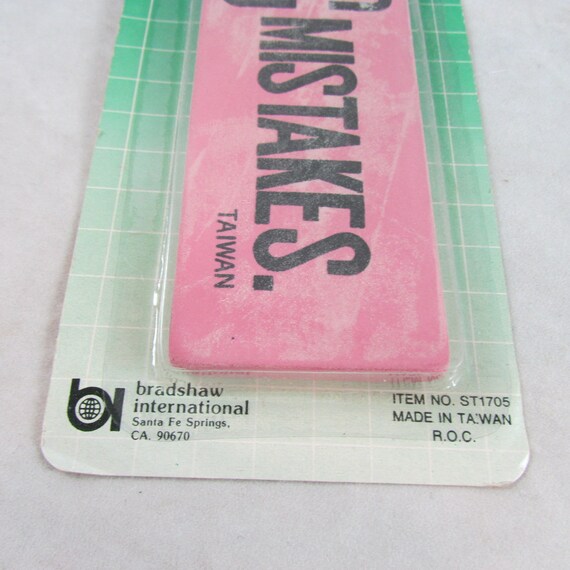 MISTAKES.
TAIWAN
bradshaw
international
Santa Fe Springs,
CA. 90670
ITEM NO. ST1705
MADE IN TAIWAN
R.O.C.